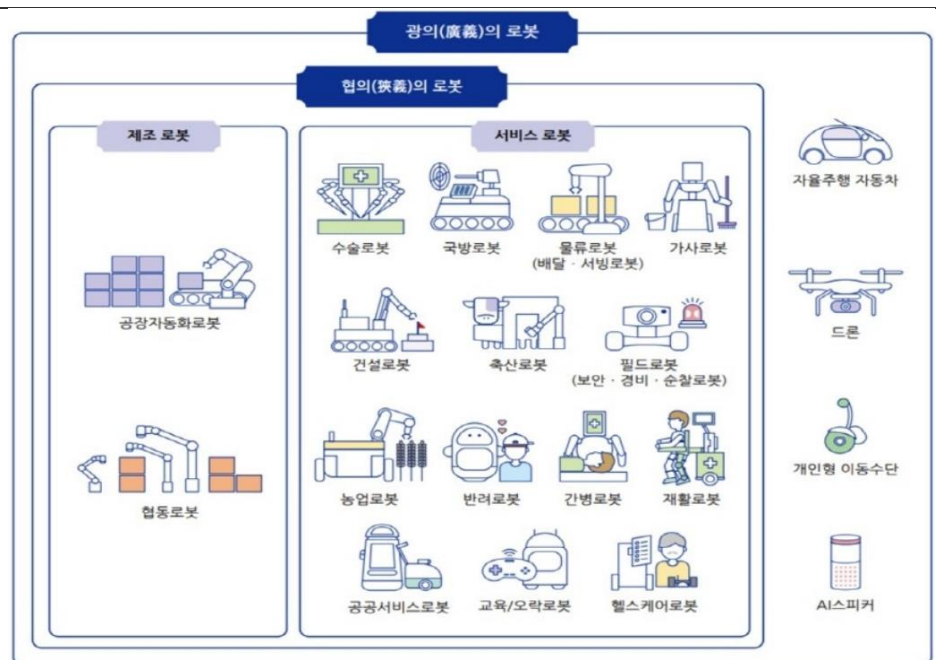 광의(廣義)의 로봇
협의(狹義)의 로봇
제조 로봇
서비스 로봇
자율주행 자동차
수술로봇
국방로봇
물류로봇
(배달 · 서빙로봇)
가사로봇
공장자동화로봇
드론
건설로봇
축산로봇
필드로봇
(보안 · 경비 · 순찰로봇)
개인형 이동수단
농업로봇
반려로봇
간병로봇
재활로봇
협동로봇
공공서비스로봇
교육/오락로봇
헬스케어로봇
AI스피커